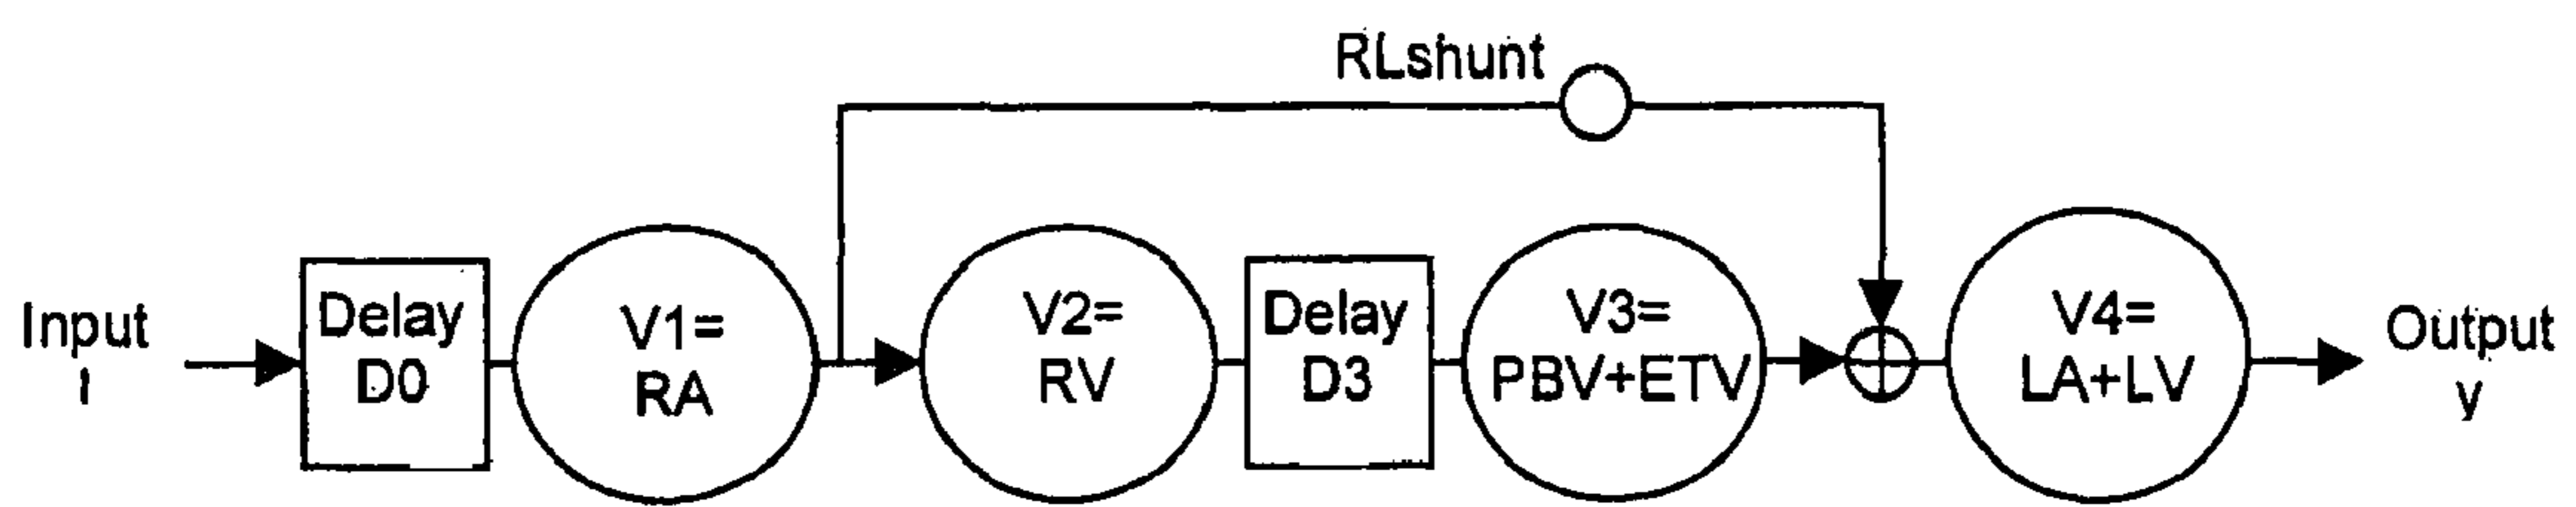 RLshunt
Input
I
Delay
D0
V1=
RA
V2=
RV
Delay
D3
V3=
PBV+ETV
V4=
LA+LV
Output
y